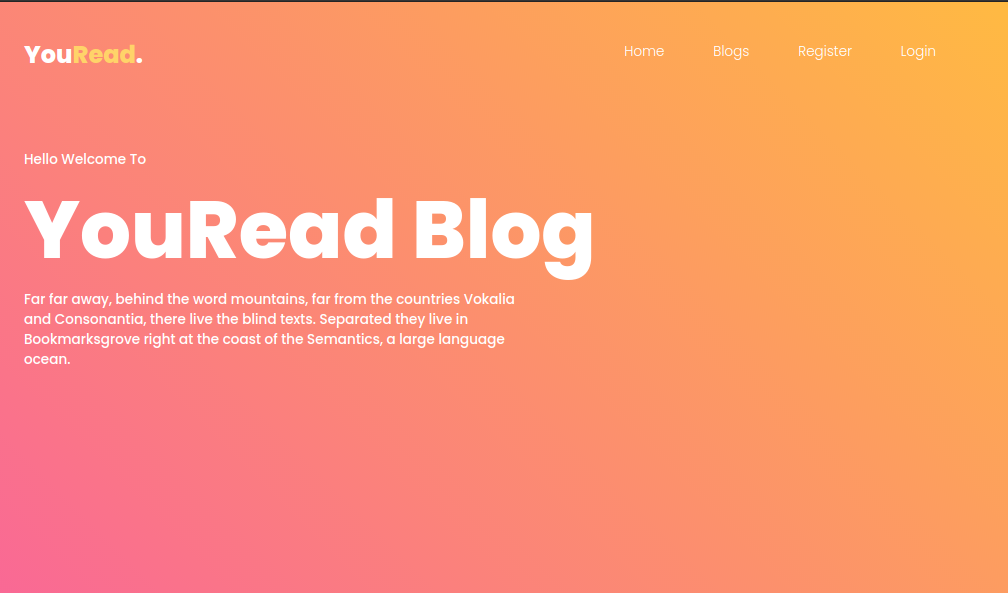 YouRead.
Home Blogs Register Login
Hello Welcome To
YouRead Blog
Far far away, behind the word mountains, far from the countries Vokalia
and Consonantia, there live the blind texts. Separated they live in
Bookmarksgrove right at the coast of the Semantics, a large language
ocean.